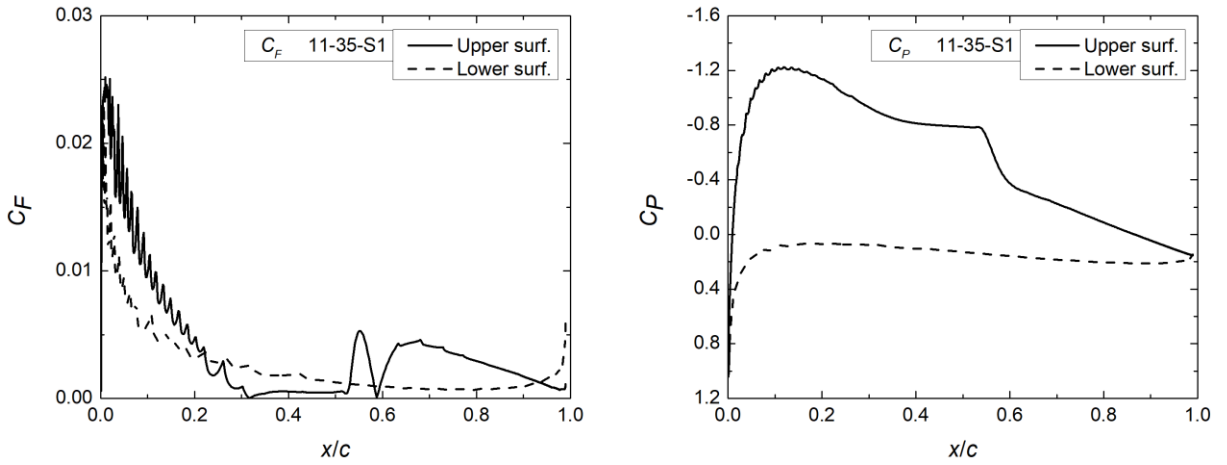 0.03
C_F 11-35-S1
Upper surf.
Lower surf.
0.02
C_F
0.01
0.00
0.0 0.2 0.4 0.6 0.8 1.0
x/c
-1.6
C_P 11-35-S1
Upper surf.
Lower surf.
-1.2
-0.8
-0.4
C_P
0.0
0.4
0.8
1.2
0.0 0.2 0.4 0.6 0.8 1.0
x/c